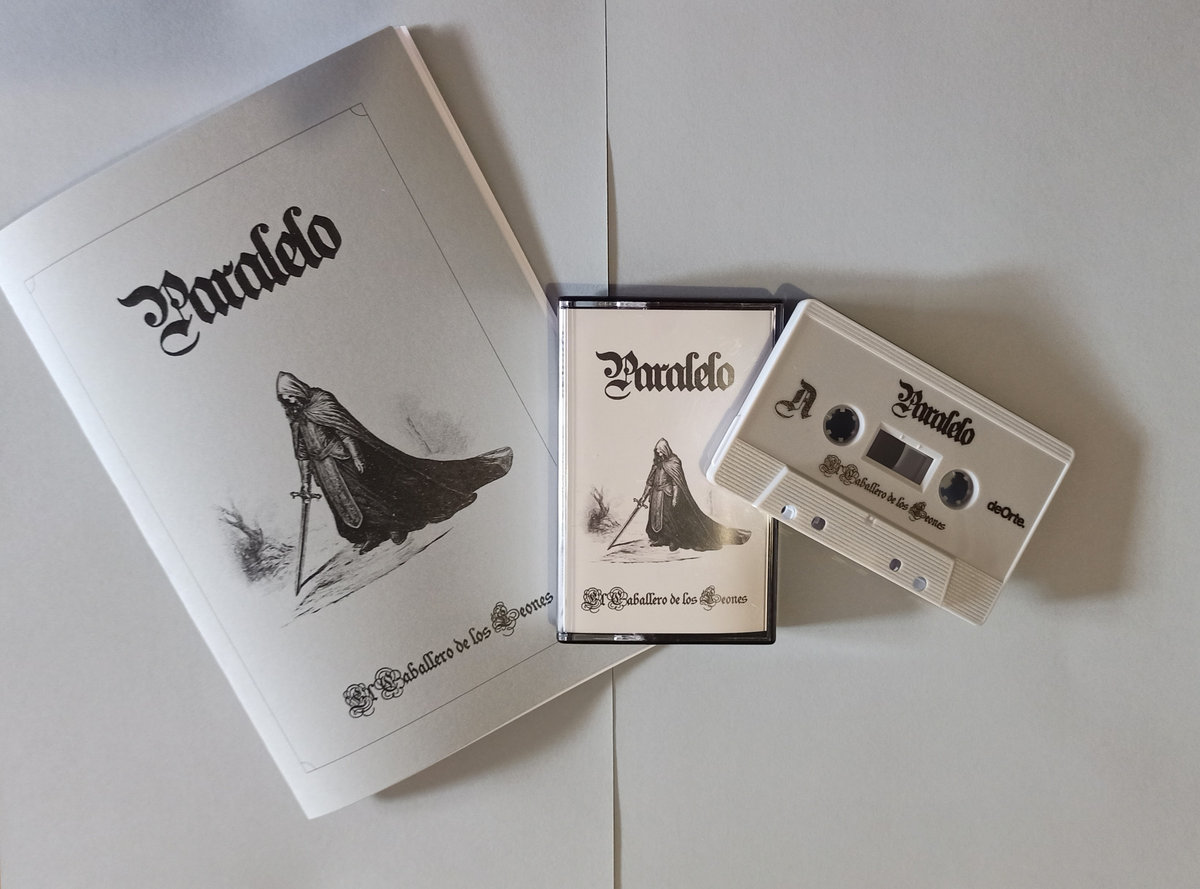 Paralelo
El Caballero de los Leones
Paralelo
El Caballero de los Leones
A
Paralelo
El Caballero de los Leones
deOrte.